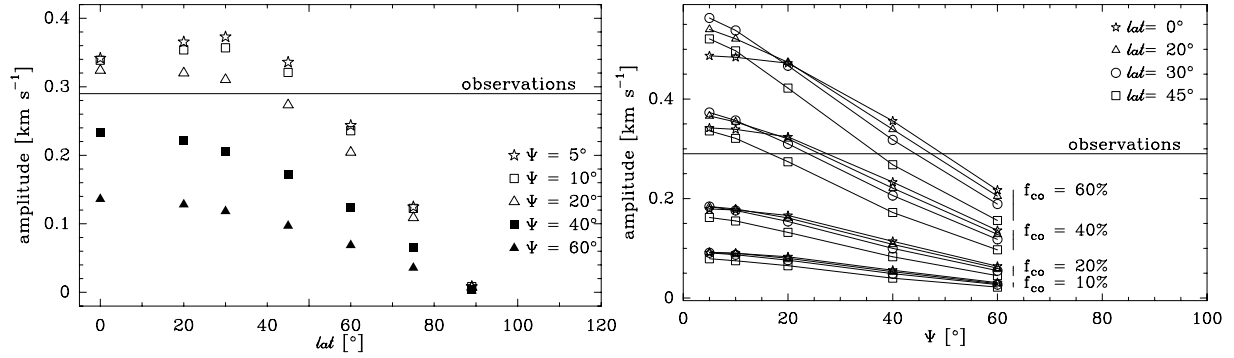 amplitude [km s⁻¹]
0.4
0.3
0.2
0.1
0
observations
Ψ = 5°
Ψ = 10°
Ψ = 20°
Ψ = 40°
Ψ = 60°
0 20 40 60 80 100 120
lat [°]
amplitude [km s⁻¹]
0.4
0.2
0
lat= 0°
lat= 20°
lat= 30°
lat= 45°
observations
f_co = 60%
f_co = 40%
f_co = 20%
f_co = 10%
0 20 40 60 80 100
Ψ [°]